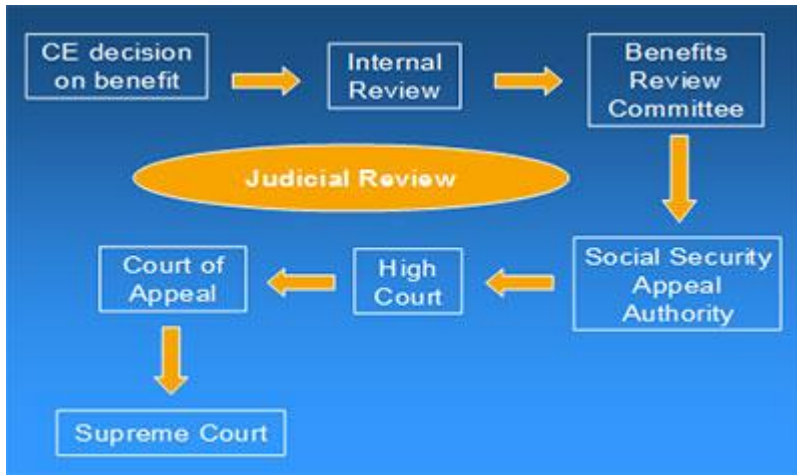 CE decision
on benefit
Internal
Review
Benefits
Review
Committee
Judicial Review
Social Security
Appeal
Authority
High
Court
Court of
Appeal
Supreme Court